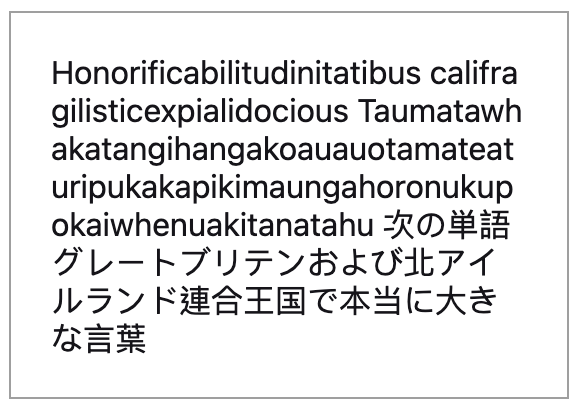 Honorificabilitudinitatibus califra
gilisticexpialidocious Taumatawh
akatangihangakoauauotamateat
uripukakapikimaungahoronukup
okaiwhenuakitanatahu 次の単語
グレートブリテンおよび北アイ
ルランド連合王国で本当に大き
な言葉